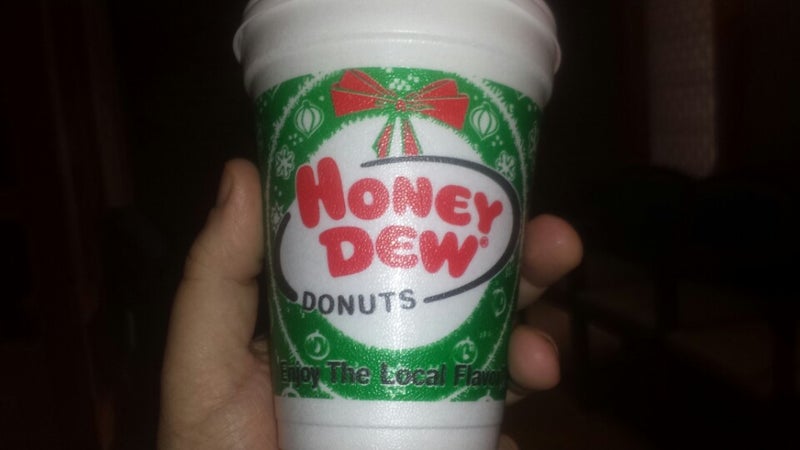 HONEY
DEW®
DONUTS
Enjoy The Local Flavor